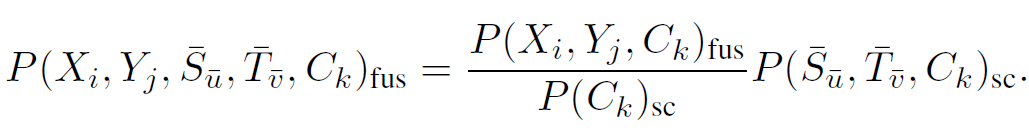 $P(X_i, Y_j, \bar{S}_{\bar{u}}, \bar{T}_{\bar{v}}, C_k)_{\text{fus}} = \frac{P(X_i, Y_j, C_k)_{\text{fus}}}{P(C_k)_{\text{sc}}} P(\bar{S}_{\bar{u}}, \bar{T}_{\bar{v}}, C_k)_{\text{sc}}.$